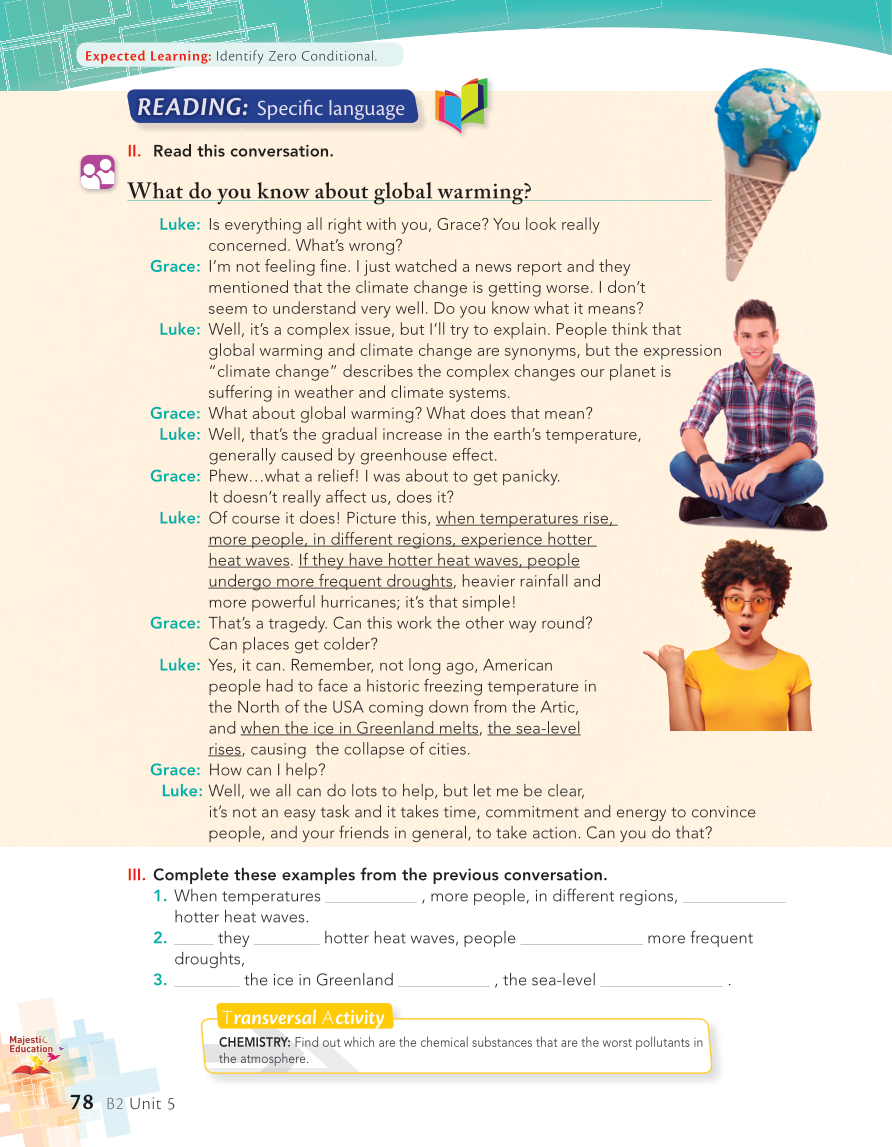 Expected Learning: Identify Zero Conditional.
READING: Specific language
II. Read this conversation.
What do you know about global warming?
Luke: Is everything all right with you, Grace? You look really
concerned. What's wrong?
Grace: I'm not feeling fine. I just watched a news report and they
mentioned that the climate change is getting worse. I don't
seem to understand very well. Do you know what it means?
Luke: Well, it's a complex issue, but I'll try to explain. People think that
global warming and climate change are synonyms, but the expression
“climate change” describes the complex changes our planet is
suffering in weather and climate systems.
Grace: What about global warming? What does that mean?
Luke: Well, that's the gradual increase in the earth's temperature,
generally caused by greenhouse effect.
Grace: Phew…what a relief! I was about to get panicky.
It doesn't really affect us, does it?
Luke: Of course it does! Picture this, when temperatures rise,
more people, in different regions, experience hotter
heat waves. If they have hotter heat waves, people
undergo more frequent droughts, heavier rainfall and
more powerful hurricanes; it's that simple!
Grace: That's a tragedy. Can this work the other way round?
Can places get colder?
Luke: Yes, it can. Remember, not long ago, American
people had to face a historic freezing temperature in
the North of the USA coming down from the Artic,
and when the ice in Greenland melts, the sea-level
rises, causing the collapse of cities.
Grace: How can I help?
Luke: Well, we all can do lots to help, but let me be clear,
it's not an easy task and it takes time, commitment and energy to convince
people, and your friends in general, to take action. Can you do that?
III. Complete these examples from the previous conversation.
1. When temperatures ___________ , more people, in different regions, ____________
hotter heat waves.
2. _____ they ________ hotter heat waves, people ______________ more frequent
droughts,
3. ________ the ice in Greenland ___________ , the sea-level ______________ .
Transversal Activity
CHEMISTRY: Find out which are the chemical substances that are the worst pollutants in
the atmosphere.
Majestic
Education
78 B2 Unit 5